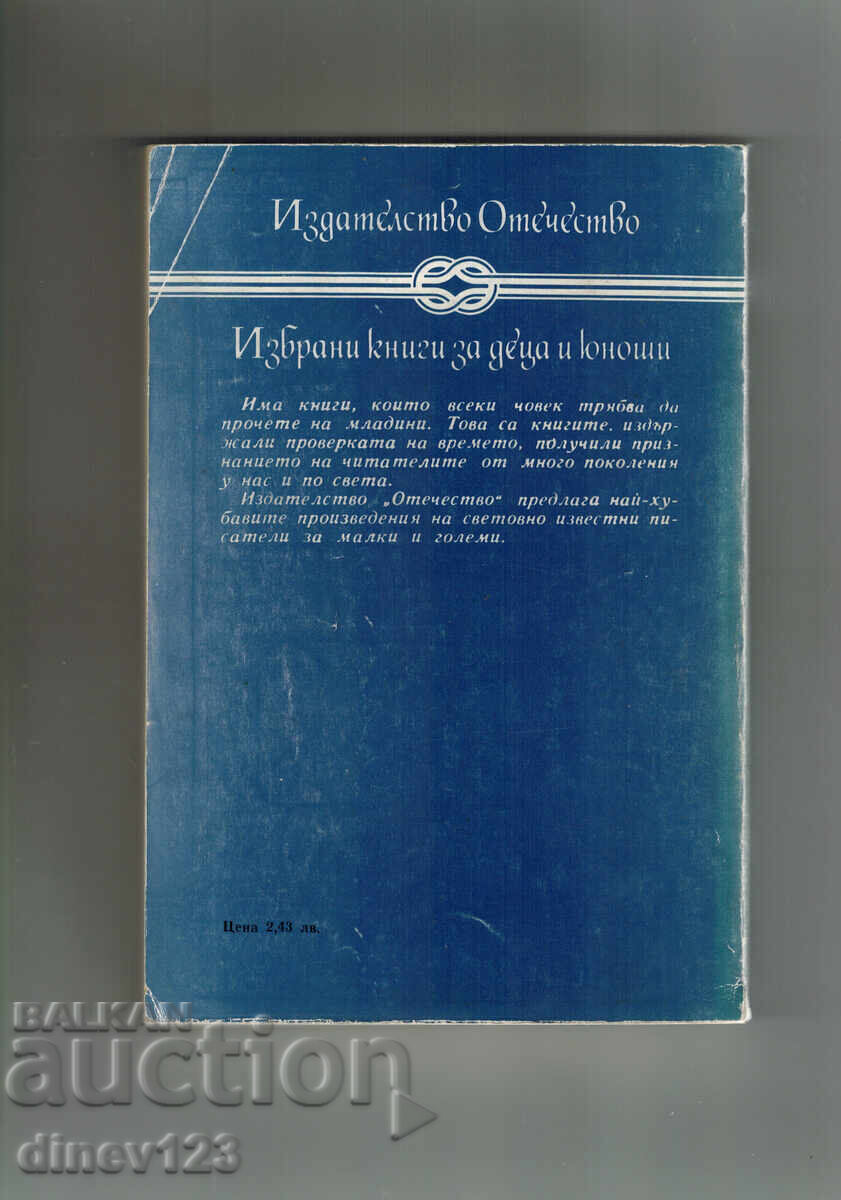 Издателство Отечество
Избрани книги за деца и юноши
Има книги, които всеки човек трябва да
прочете на младини. Това са книгите. издър-
жали проверката на времето, получили приз-
нанието на читателите от много поколения
у нас и по света.
Издателство „Отечество“ предлага най-ху-
бавите произведения на световно известни пи-
сатели за малки и големи.
Цена 2,43 лв.
BALKAN
auction
dinev123